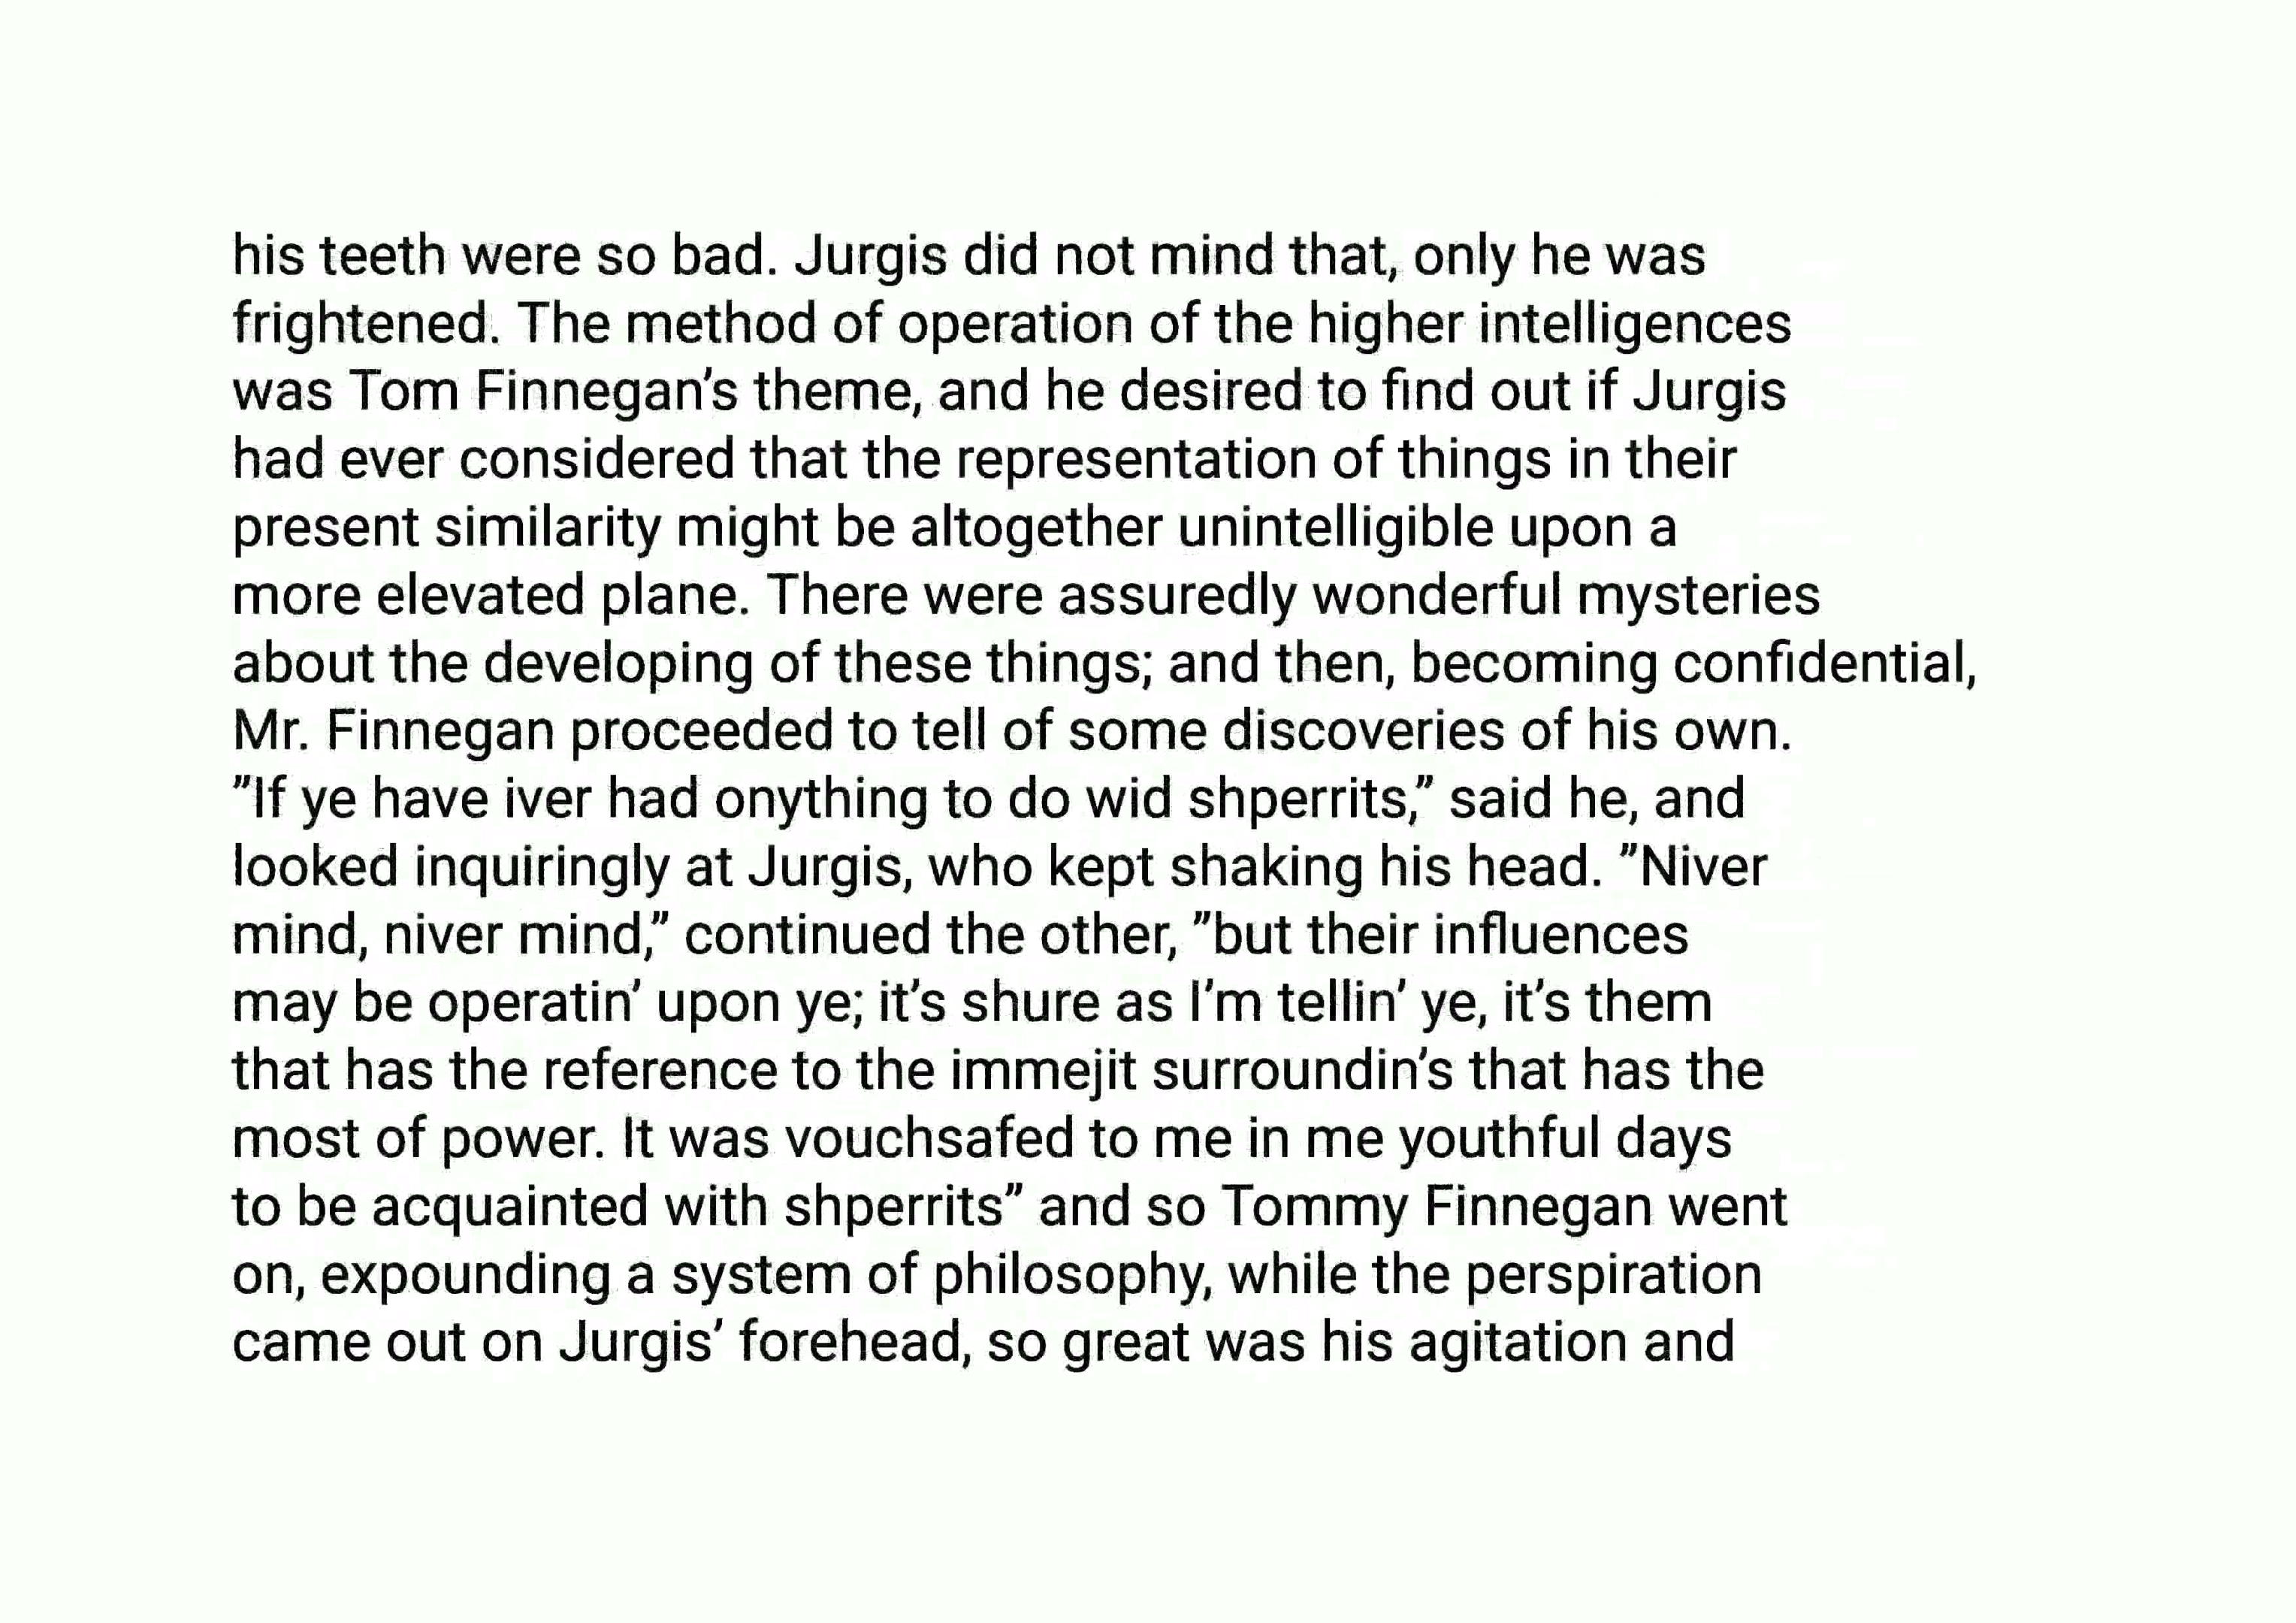 his teeth were so bad. Jurgis did not mind that, only he was
frightened. The method of operation of the higher intelligences
was Tom Finnegan’s theme, and he desired to find out if Jurgis
had ever considered that the representation of things in their
present similarity might be altogether unintelligible upon a
more elevated plane. There were assuredly wonderful mysteries
about the developing of these things; and then, becoming confidential,
Mr. Finnegan proceeded to tell of some discoveries of his own.
”If ye have iver had onything to do wid shperrits,” said he, and
looked inquiringly at Jurgis, who kept shaking his head. ”Niver
mind, niver mind,” continued the other, ”but their influences
may be operatin’ upon ye; it’s shure as I’m tellin’ ye, it’s them
that has the reference to the immejit surroundin’s that has the
most of power. It was vouchsafed to me in me youthful days
to be acquainted with shperrits” and so Tommy Finnegan went
on, expounding a system of philosophy, while the perspiration
came out on Jurgis’ forehead, so great was his agitation and